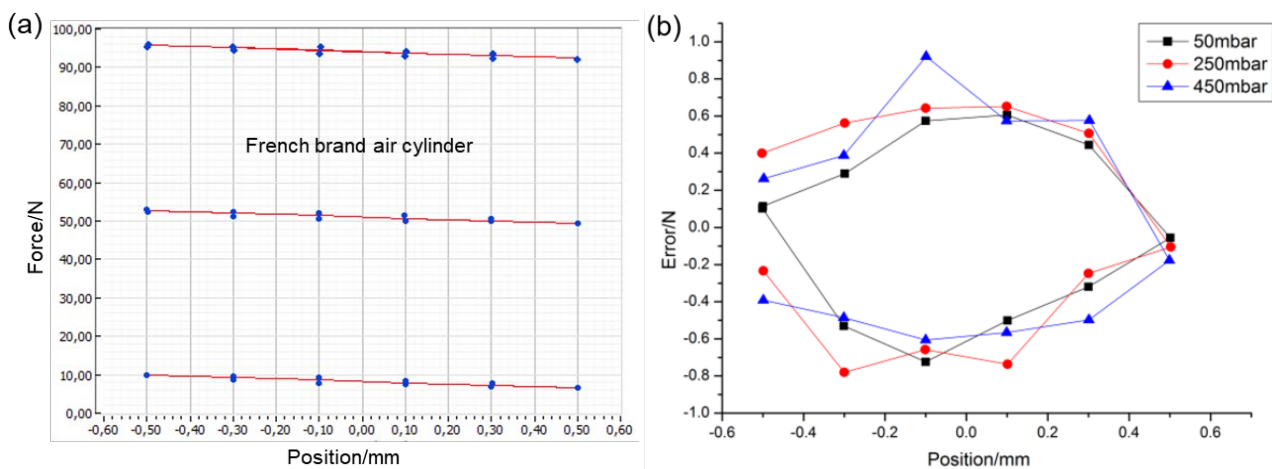 (a)
100,00
90,00
80,00
70,00
60,00
50,00
40,00
30,00
20,00
10,00
0,00
Force/N
French brand air cylinder
-0,60 -0,50 -0,40 -0,30 -0,20 -0,10 0,00 0,10 0,20 0,30 0,40 0,50 0,60
Position/mm
(b)
1.0
0.8
0.6
0.4
0.2
0.0
-0.2
-0.4
-0.6
-0.8
-1.0
Error/N
50mbar
250mbar
450mbar
-0.6 -0.4 -0.2 0.0 0.2 0.4 0.6
Position/mm